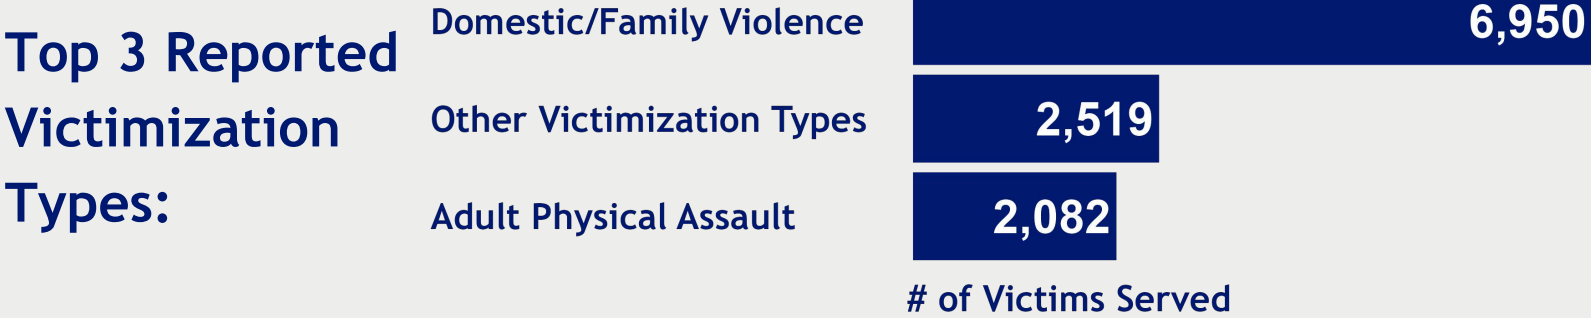 Top 3 Reported
Victimization
Types:
Domestic/Family Violence 6,950
Other Victimization Types 2,519
Adult Physical Assault 2,082
# of Victims Served